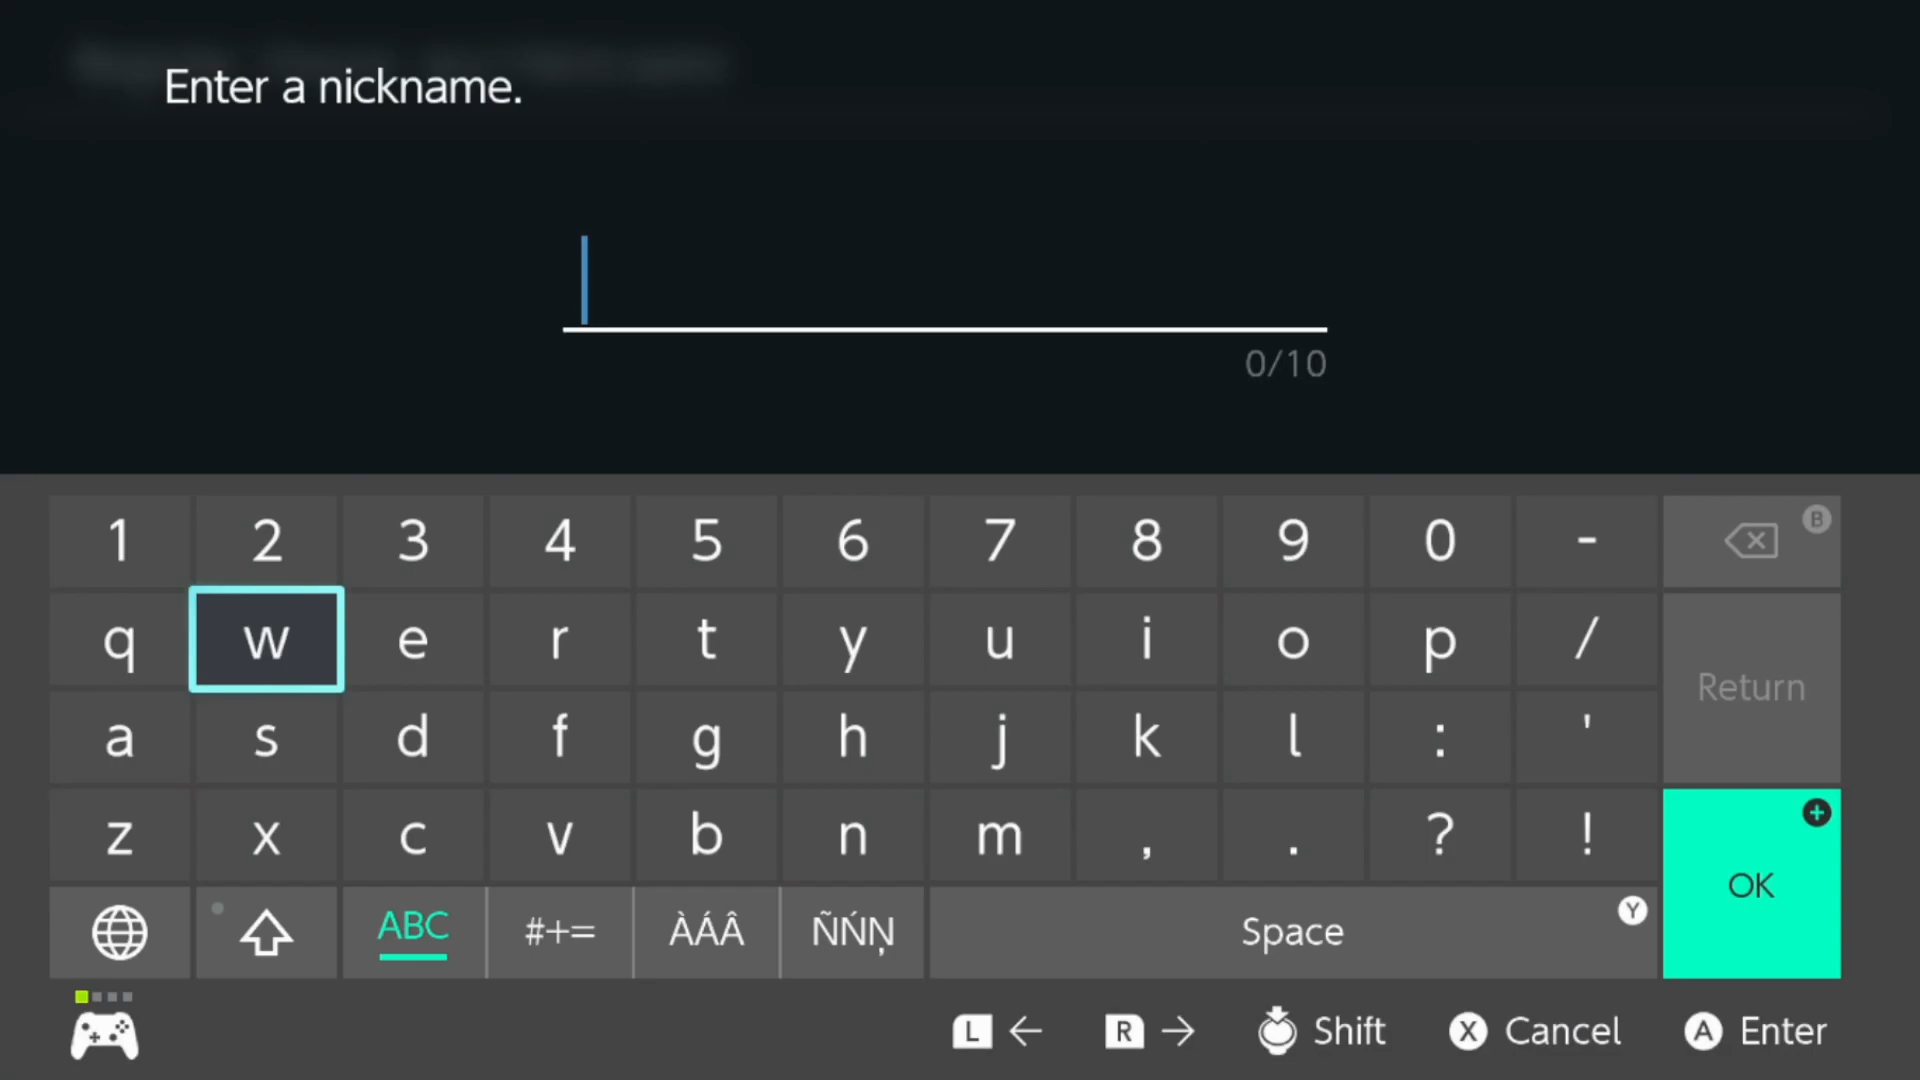 Enter a nickname.
0/10
1 2 3 4 5 6 7 8 9 0 - B
q w e r t y u i o p / Return
a s d f g h j k l : '
z x c v b n m , . ? ! + OK
ABC #+= ÀÁÂ ÑŃŅ Space Y
L ← R → Shift X Cancel A Enter